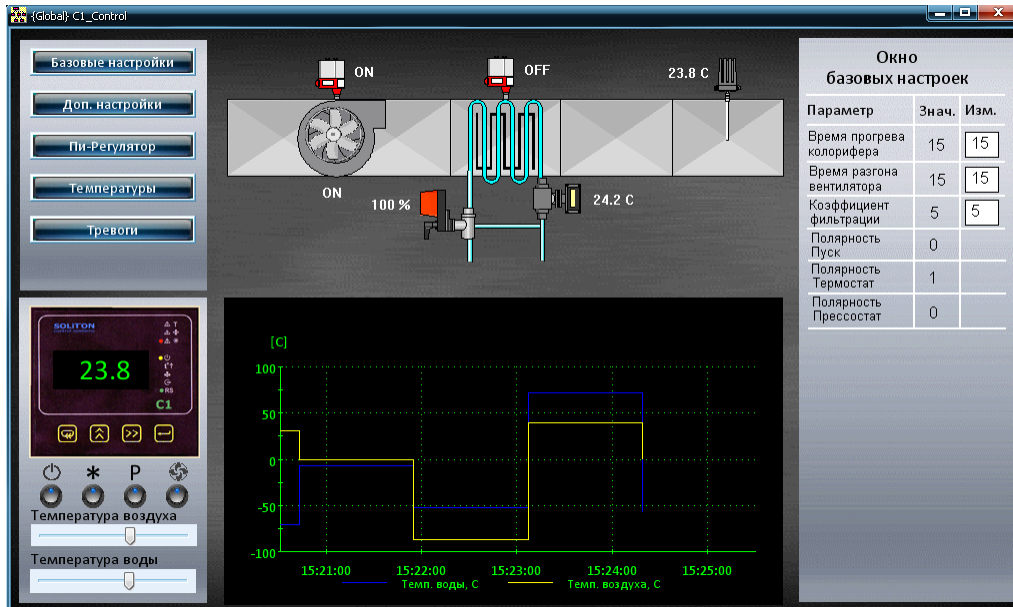 {Global} C1_Control
Базовые настройки
Доп. настройки
Пи-Регулятор
Температуры
Тревоги
ON
OFF
23.8 C
ON
100 %
24.2 C
Окно
базовых настроек
Параметр Знач. Изм.
Время прогрева
колорифера 15 15
Время разгона
вентилятора 15 15
Коэффициент
фильтрации 5 5
Полярность
Пуск 0
Полярность
Термостат 1
Полярность
Прессостат 0
SOLITON
23.8
RS
C1
P
Температура воздуха
Температура воды
[C]
100
50
0
-50
-100
15:21:00 15:22:00 15:23:00 15:24:00 15:25:00
Темп. воды, C Темп. воздуха, C